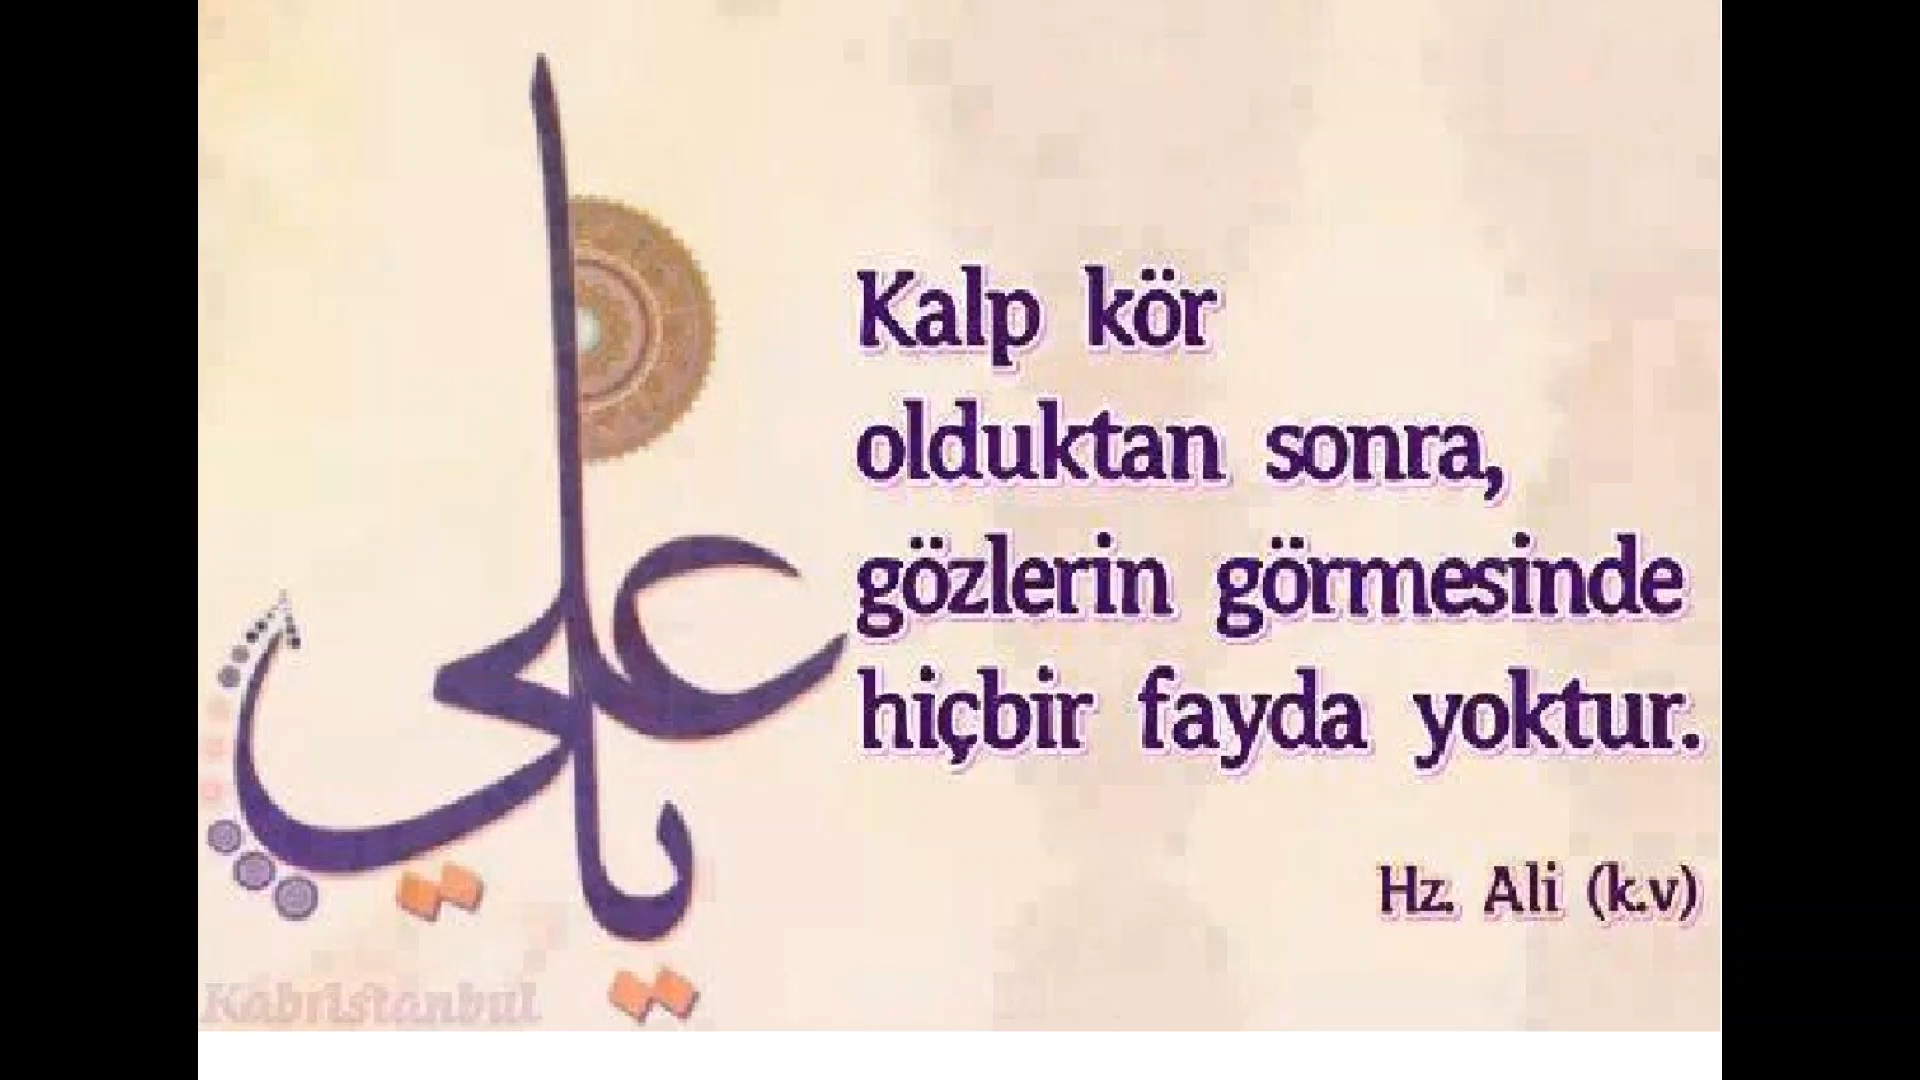 يا علي
Kalp kör
olduktan sonra,
gözlerin görmesinde
hiçbir fayda yoktur.
Hz. Ali (k.v)
Kabristanbul